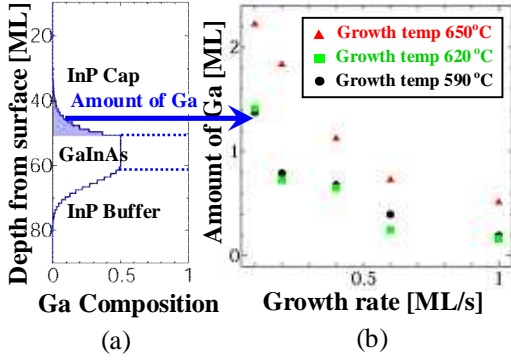 Depth from surface [ML]
20
40
60
80
InP Cap
Amount of Ga
GaInAs
InP Buffer
0
0.5
1
Ga Composition
(a)
Amount of Ga [ML]
2
1
0
Growth temp 650°C
Growth temp 620°C
Growth temp 590°C
0.6
1
Growth rate [ML/s]
(b)